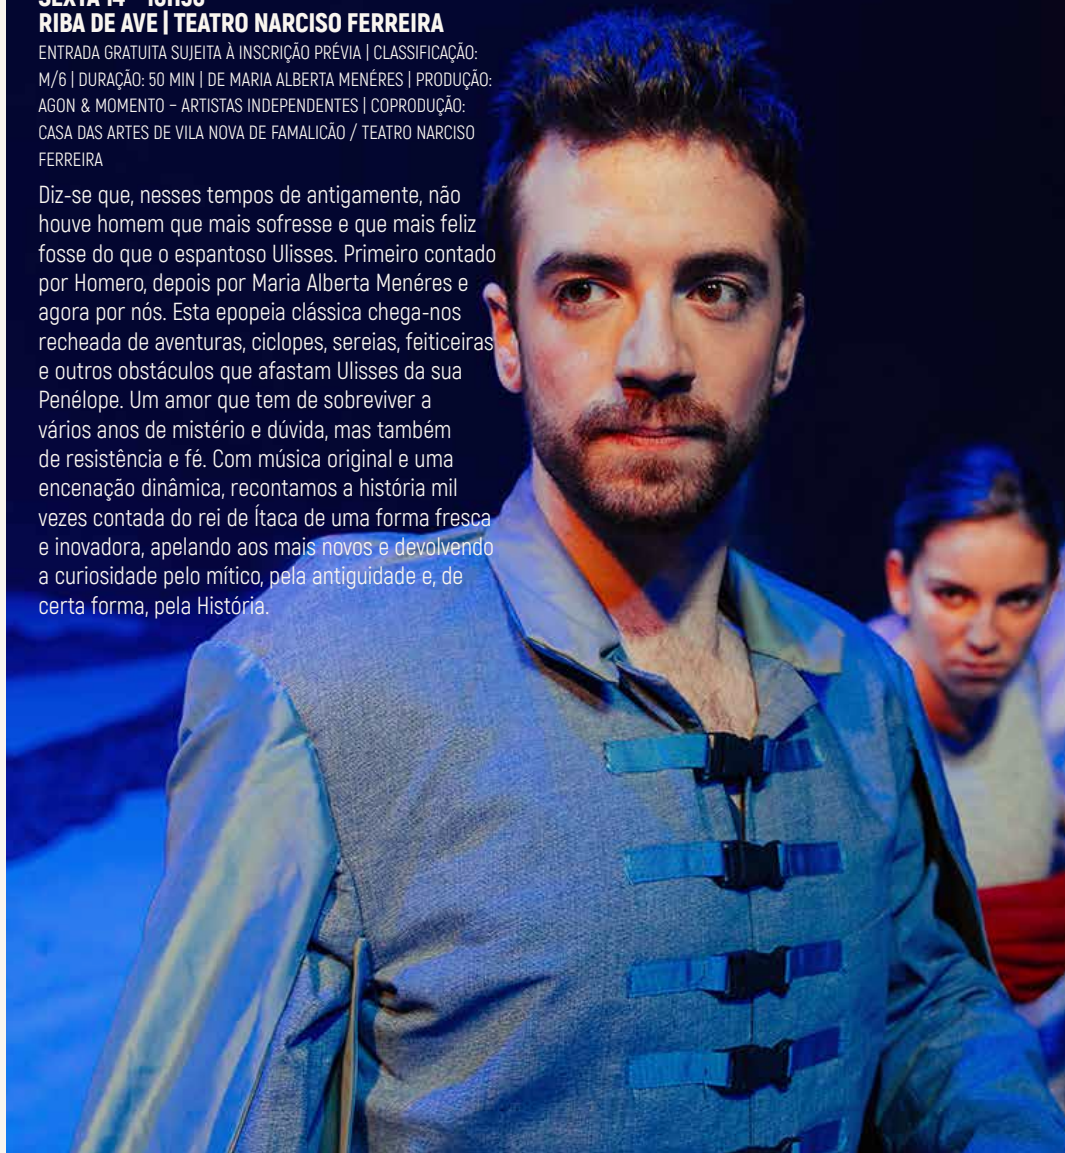 SEXTA 14
RIBA DE AVE | TEATRO NARCISO FERREIRA
ENTRADA GRATUITA SUJEITA À INSCRIÇÃO PRÉVIA | CLASSIFICAÇÃO:
M/6 | DURAÇÃO: 50 MIN | DE MARIA ALBERTA MENÉRES | PRODUÇÃO:
AGON & MOMENTO – ARTISTAS INDEPENDENTES | COPRODUÇÃO:
CASA DAS ARTES DE VILA NOVA DE FAMALICÃO / TEATRO NARCISO
FERREIRA
Diz-se que, nesses tempos de antigamente, não
houve homem que mais sofresse e que mais feliz
fosse do que o espantoso Ulisses. Primeiro contado
por Homero, depois por Maria Alberta Menéres e
agora por nós. Esta epopeia clássica chega-nos
recheada de aventuras, ciclopes, sereias, feiticeiras
e outros obstáculos que afastam Ulisses da sua
Penélope. Um amor que tem de sobreviver a
vários anos de mistério e dúvida, mas também
de resistência e fé. Com música original e uma
encenação dinâmica, recontamos a história mil
vezes contada do rei de Ítaca de uma forma fresca
e inovadora, apelando aos mais novos e devolvendo
a curiosidade pelo mítico, pela antiguidade e, de
certa forma, pela História.